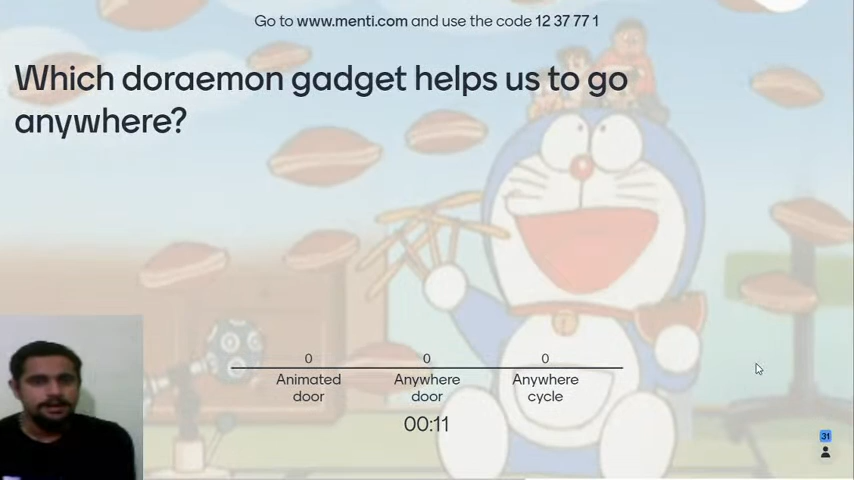 Go to www.menti.com and use the code 12 37 77 1
Which doraemon gadget helps us to go
anywhere?
0 0 0
Animated Anywhere Anywhere
door door cycle
00:11
31